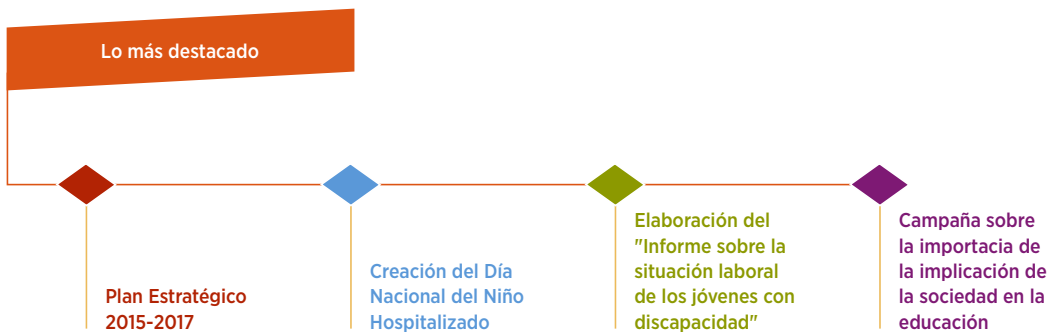 Lo más destacado
Plan Estratégico
2015-2017
Creación del Día
Nacional del Niño
Hospitalizado
Elaboración del
"Informe sobre la
situación laboral
de los jóvenes con
discapacidad"
Campaña sobre
la importacia de
la implicación de
la sociedad en la
educación